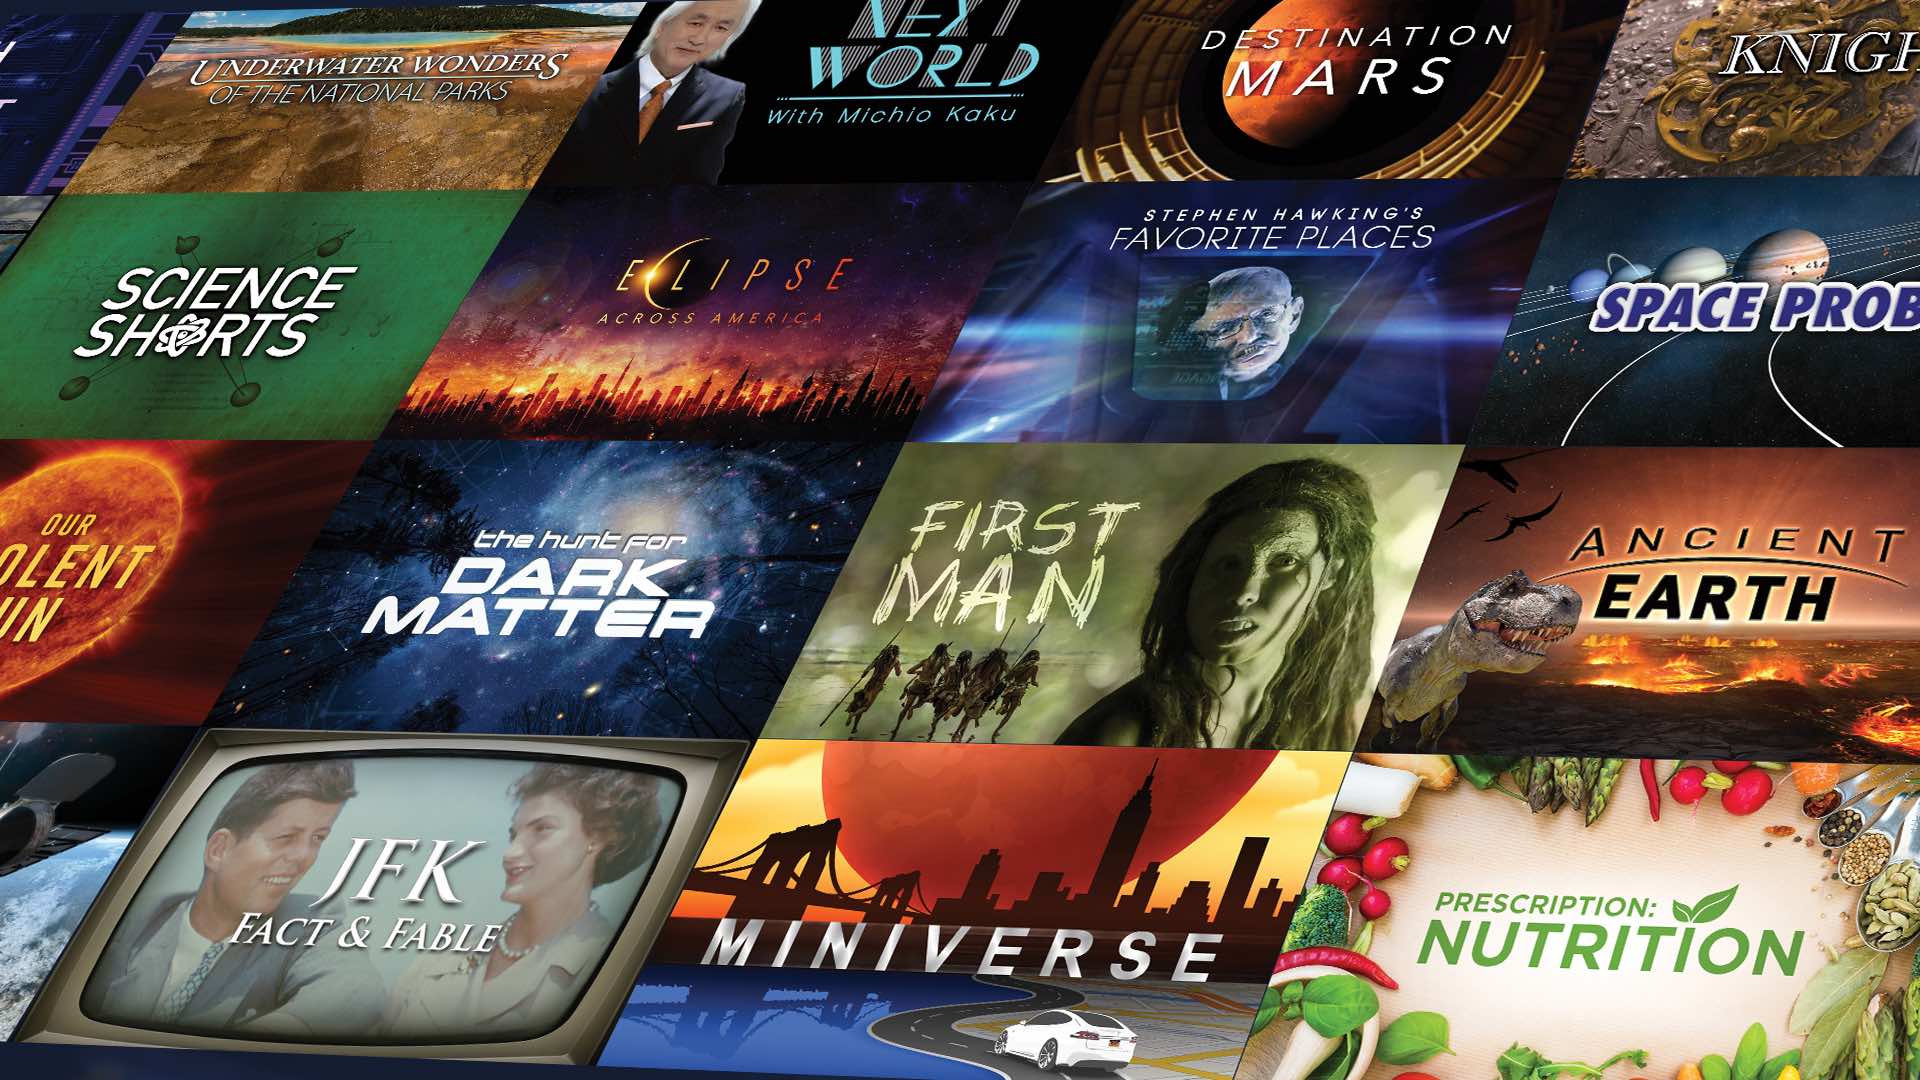 UNDERWATER WONDERS
OF THE NATIONAL PARKS
NEXT
WORLD
With Michio Kaku
DESTINATION
MARS
SCIENCE
SHORTS
ECLIPSE
ACROSS AMERICA
STEPHEN HAWKING'S
FAVORITE PLACES
SPACE PROB
OUR
OLENT
UN
the hunt for
DARK
MATTER
FIRST
MAN
ANCIENT
EARTH
JFK
FACT & FABLE
MINIVERSE
PRESCRIPTION:
NUTRITION
KNIGH